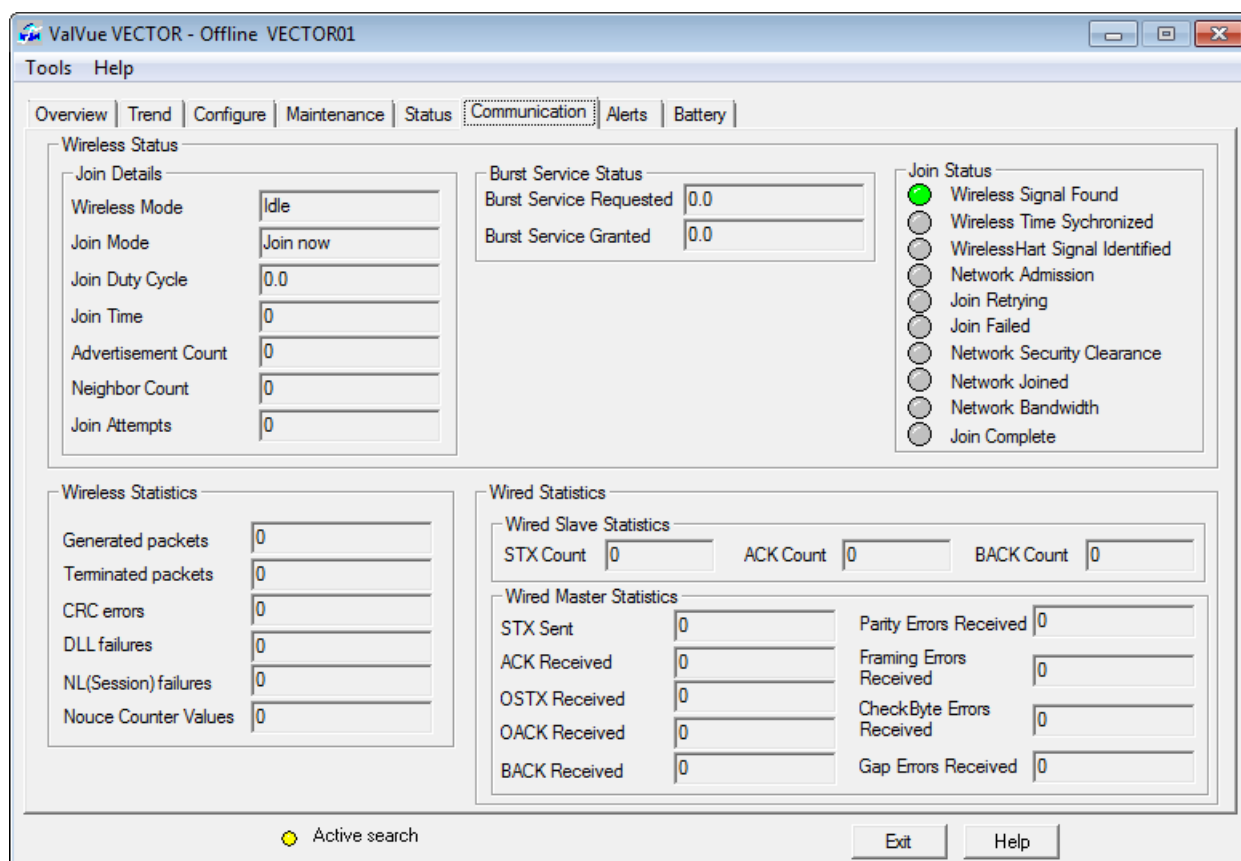 ValVue VECTOR - Offline  VECTOR01
Tools Help
Overview Trend Configure Maintenance Status Communication Alerts Battery
Wireless Status
Join Details
Wireless Mode Idle
Join Mode Join now
Join Duty Cycle 0.0
Join Time 0
Advertisement Count 0
Neighbor Count 0
Join Attempts 0
Burst Service Status
Burst Service Requested 0.0
Burst Service Granted 0.0
Join Status
Wireless Signal Found
Wireless Time Sychronized
WirelessHart Signal Identified
Network Admission
Join Retrying
Join Failed
Network Security Clearance
Network Joined
Network Bandwidth
Join Complete
Wireless Statistics
Generated packets 0
Terminated packets 0
CRC errors 0
DLL failures 0
NL(Session) failures 0
Nouce Counter Values 0
Wired Statistics
Wired Slave Statistics
STX Count 0 ACK Count 0 BACK Count 0
Wired Master Statistics
STX Sent 0
ACK Received 0
OSTX Received 0
OACK Received 0
BACK Received 0
Parity Errors Received 0
Framing Errors
Received 0
CheckByte Errors
Received 0
Gap Errors Received 0
Active search
Exit Help